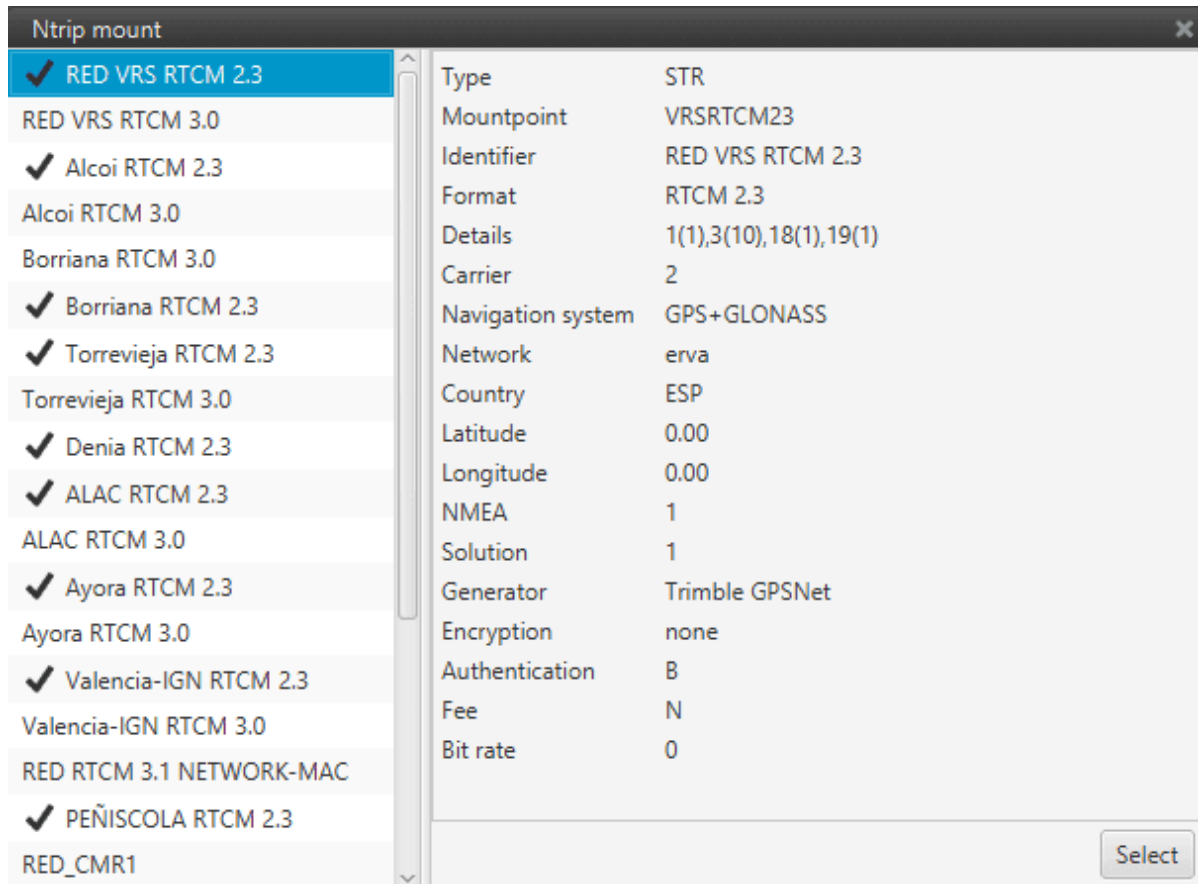 Ntrip mount
RED VRS RTCM 2.3
RED VRS RTCM 3.0
Alcoi RTCM 2.3
Alcoi RTCM 3.0
Borriana RTCM 3.0
Borriana RTCM 2.3
Torrevieja RTCM 2.3
Torrevieja RTCM 3.0
Denia RTCM 2.3
ALAC RTCM 2.3
ALAC RTCM 3.0
Ayora RTCM 2.3
Ayora RTCM 3.0
Valencia-IGN RTCM 2.3
Valencia-IGN RTCM 3.0
RED RTCM 3.1 NETWORK-MAC
PEÑISCOLA RTCM 2.3
RED_CMR1
Type STR
Mountpoint VRSRTCM23
Identifier RED VRS RTCM 2.3
Format RTCM 2.3
Details 1(1),3(10),18(1),19(1)
Carrier 2
Navigation system GPS+GLONASS
Network erva
Country ESP
Latitude 0.00
Longitude 0.00
NMEA 1
Solution 1
Generator Trimble GPSNet
Encryption none
Authentication B
Fee N
Bit rate 0
Select